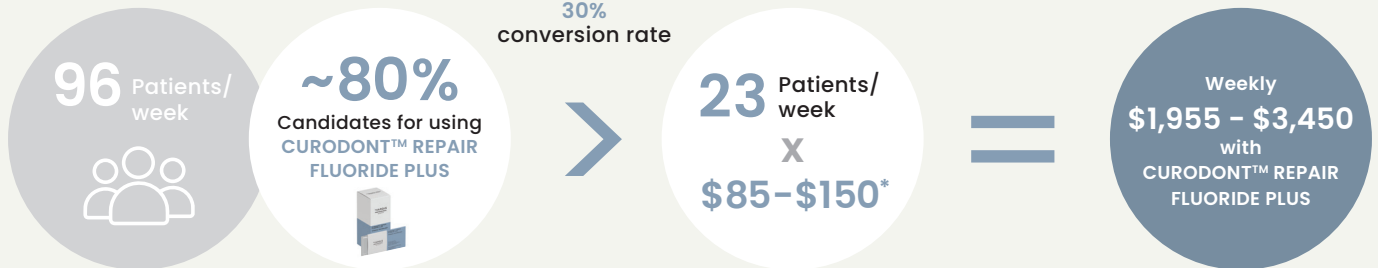 96 Patients/
week
~80%
Candidates for using
CURODONT™ REPAIR
FLUORIDE PLUS
30%
conversion rate
>
23 Patients/
week
X
$85-$150*
=
Weekly
$1,955 - $3,450
with
CURODONT™ REPAIR
FLUORIDE PLUS